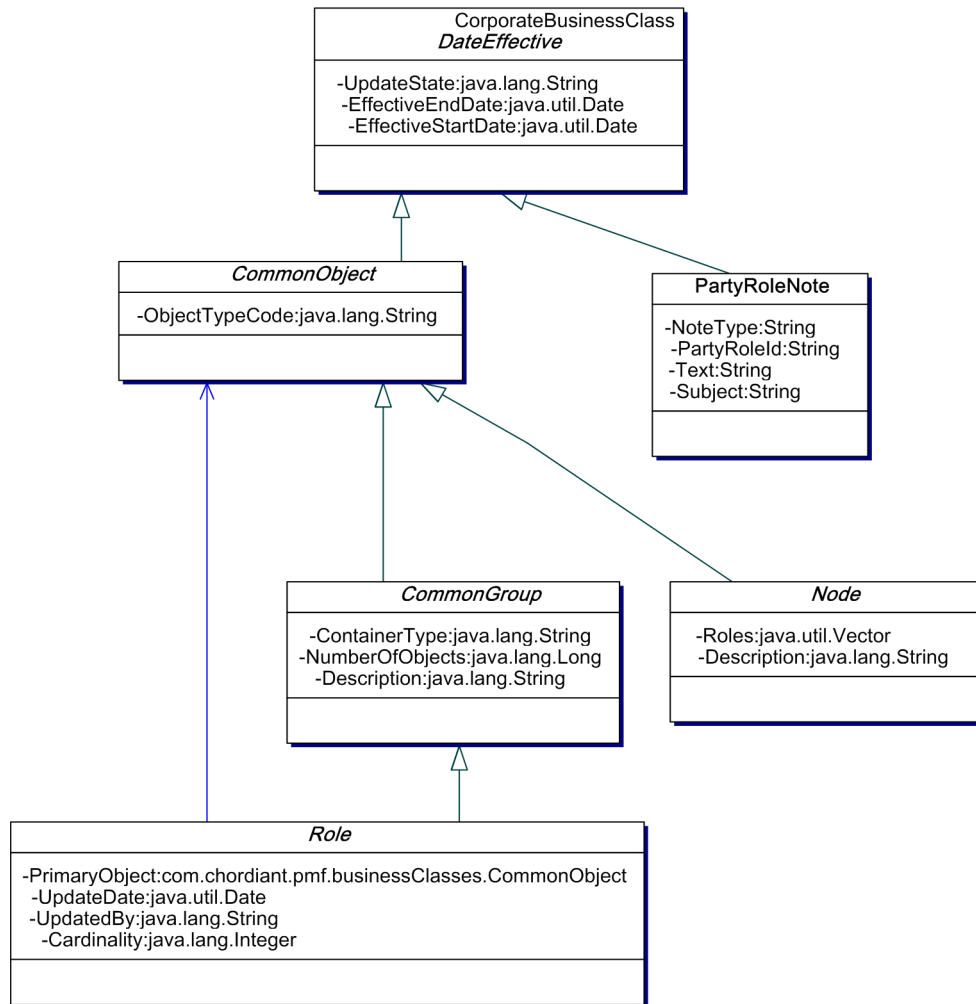 CorporateBusinessClass
DateEffective
-UpdateState:java.lang.String
-EffectiveEndDate:java.util.Date
-EffectiveStartDate:java.util.Date
CommonObject
-ObjectTypeCode:java.lang.String
PartyRoleNote
-NoteType:String
-PartyRoleId:String
-Text:String
-Subject:String
CommonGroup
-ContainerType:java.lang.String
-NumberOfObjects:java.lang.Long
-Description:java.lang.String
Node
-Roles:java.util.Vector
-Description:java.lang.String
Role
-PrimaryObject:com.chordiant.pmf.businessClasses.CommonObject
-UpdateDate:java.util.Date
-UpdatedBy:java.lang.String
-Cardinality:java.lang.Integer